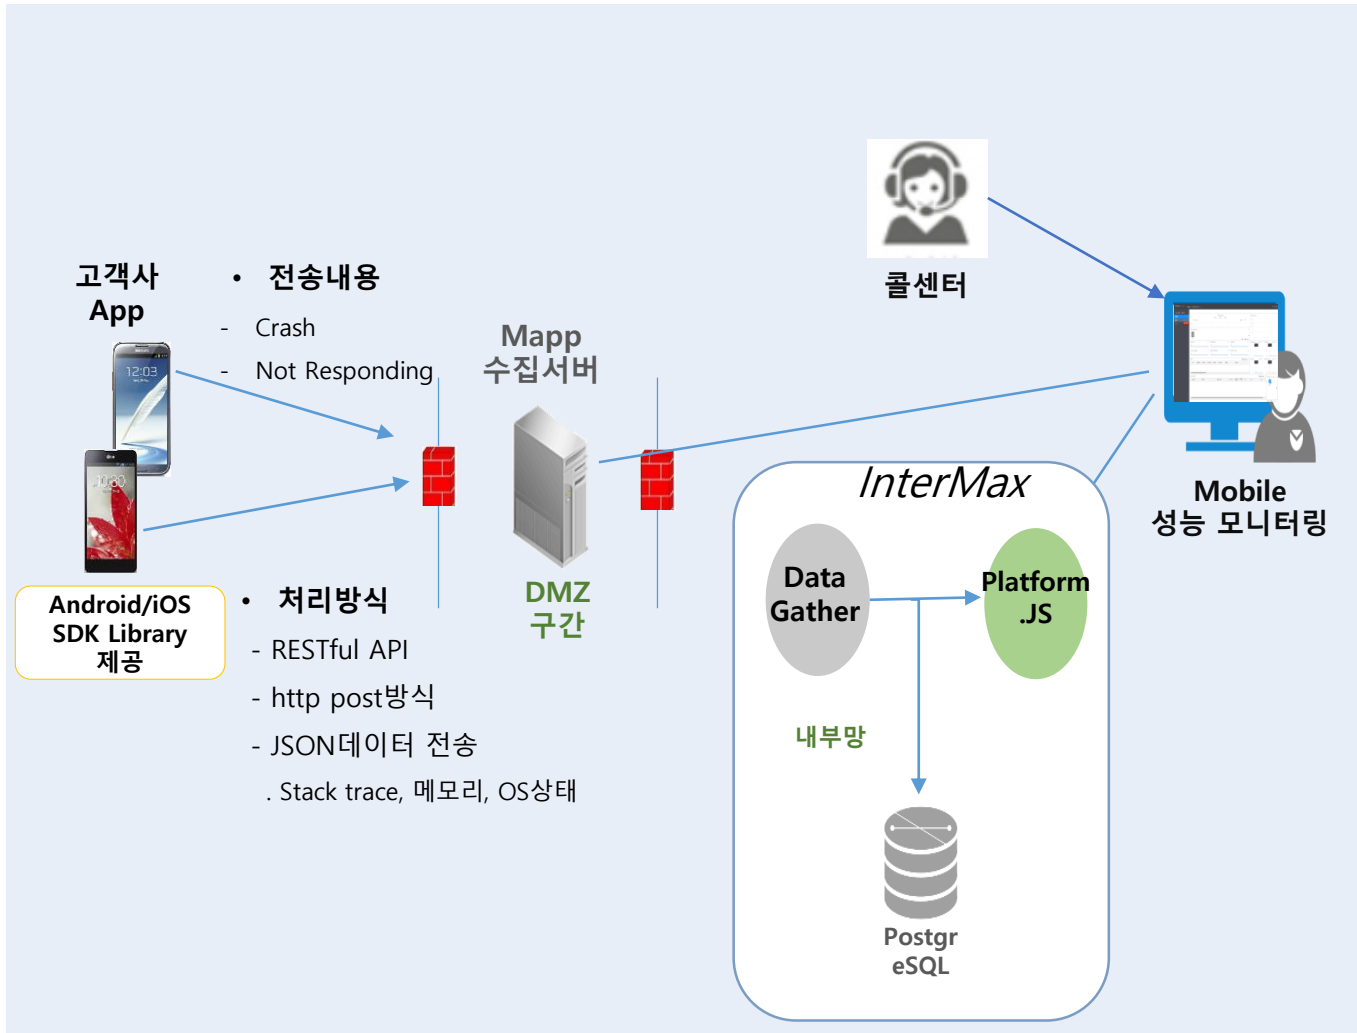 고객사
App
• 전송내용
- Crash
- Not Responding
Mapp
수집서버
콜센터
12:03
10:20
Android/iOS
SDK Library
제공
• 처리방식
- RESTful API
- http post방식
- JSON데이터 전송
. Stack trace, 메모리, OS상태
DMZ
구간
InterMax
Data
Gather
Platform
.JS
내부망
Postgr
eSQL
Mobile
성능 모니터링